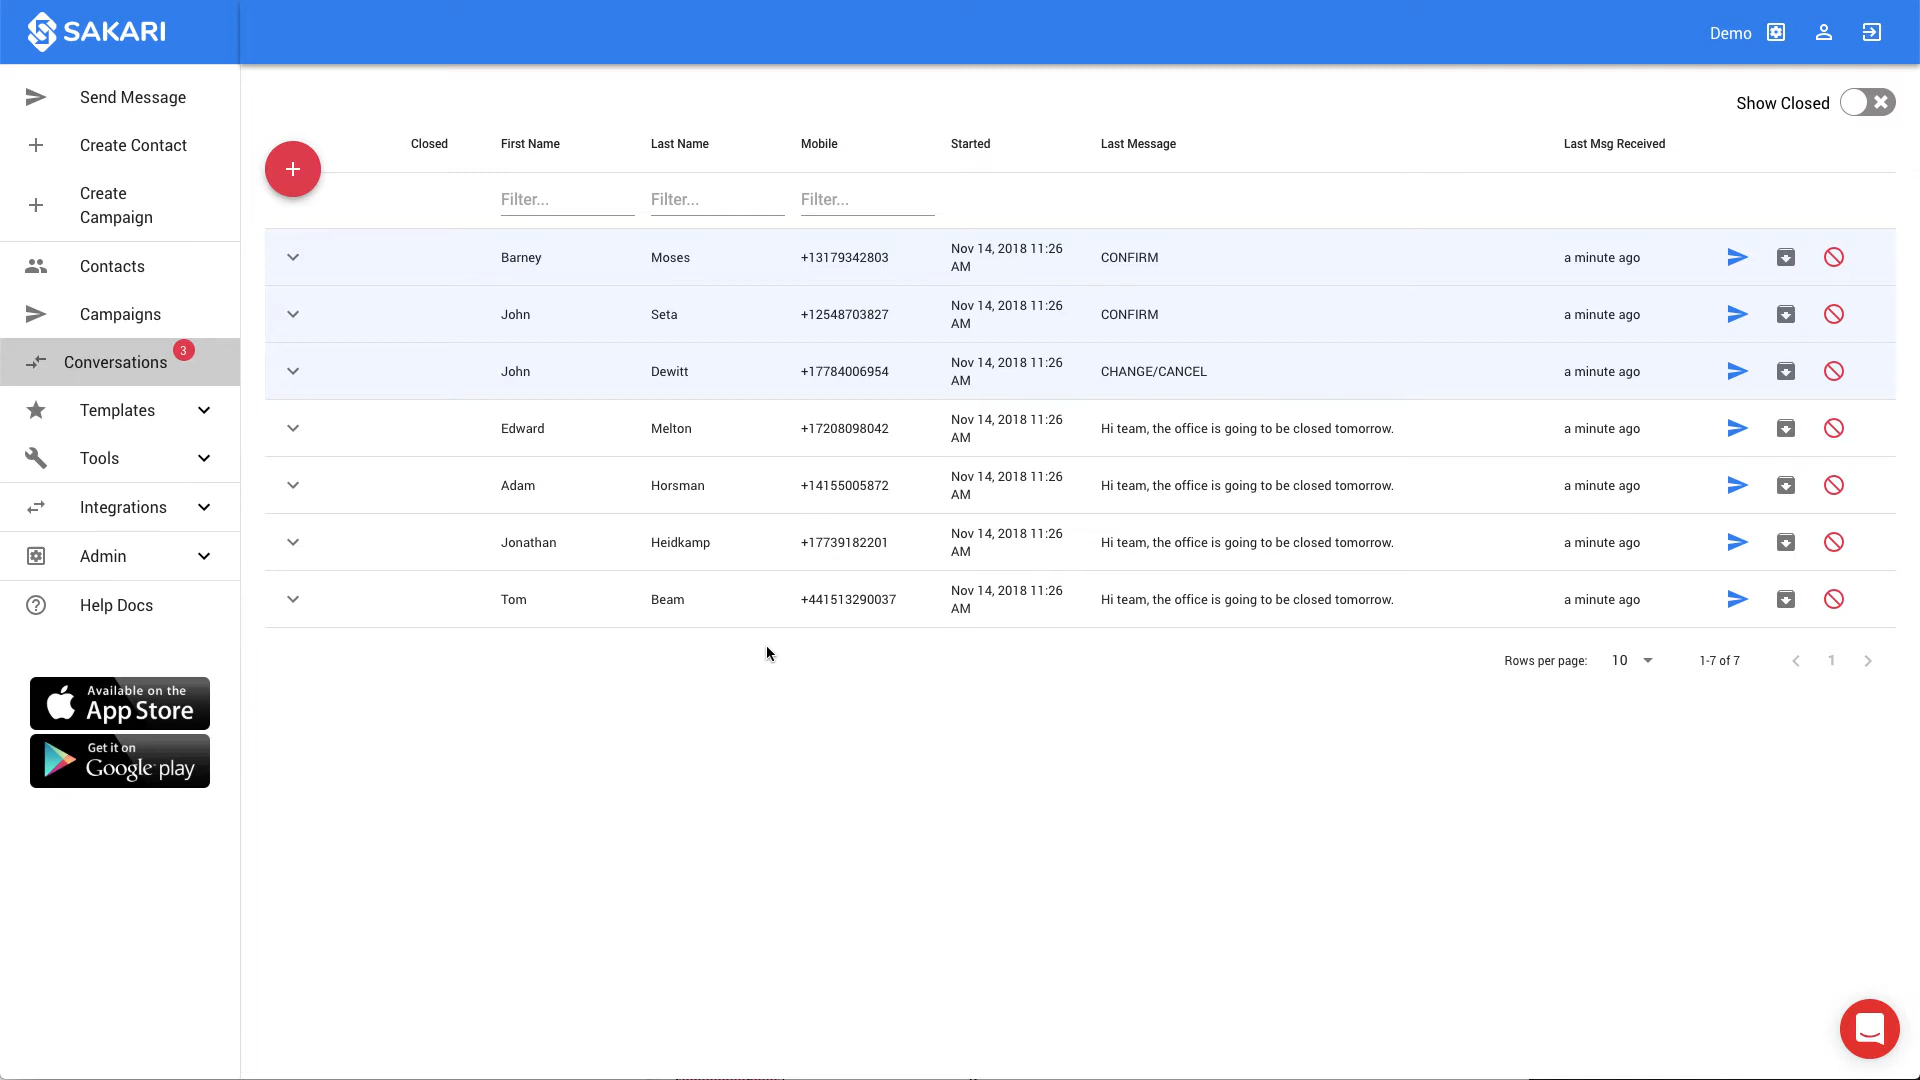 SAKARI
Demo
Send Message
Create Contact
Create
Campaign
Contacts
Campaigns
Conversations
3
Templates
Tools
Integrations
Admin
Help Docs
Available on the
App Store
Get it on
Google play
Show Closed
Closed First Name Last Name Mobile Started Last Message Last Msg Received
Filter... Filter... Filter...
Barney Moses +13179342803 Nov 14, 2018 11:26 AM CONFIRM a minute ago
John Seta +12548703827 Nov 14, 2018 11:26 AM CONFIRM a minute ago
John Dewitt +17784006954 Nov 14, 2018 11:26 AM CHANGE/CANCEL a minute ago
Edward Melton +17208098042 Nov 14, 2018 11:26 AM Hi team, the office is going to be closed tomorrow. a minute ago
Adam Horsman +14155005872 Nov 14, 2018 11:26 AM Hi team, the office is going to be closed tomorrow. a minute ago
Jonathan Heidkamp +17739182201 Nov 14, 2018 11:26 AM Hi team, the office is going to be closed tomorrow. a minute ago
Tom Beam +441513290037 Nov 14, 2018 11:26 AM Hi team, the office is going to be closed tomorrow. a minute ago
Rows per page: 10 1-7 of 7 1